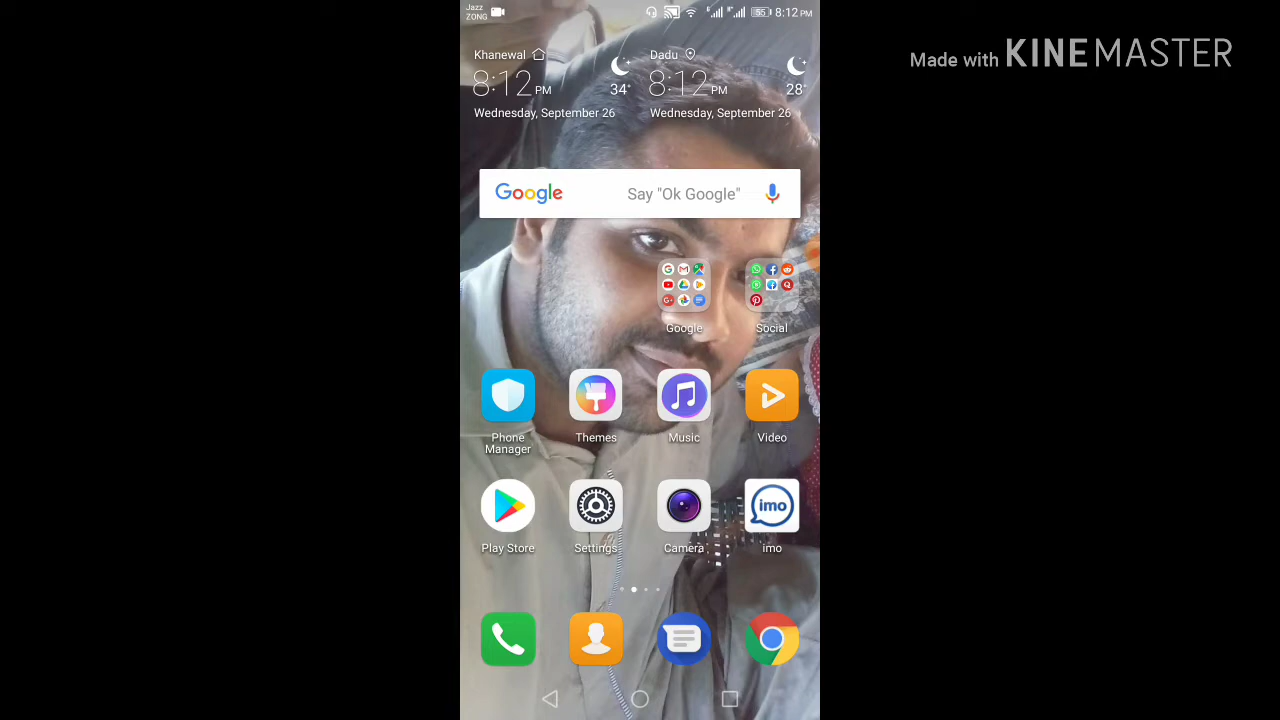 Jazz
ZONG
55 8:12 PM
Made with KINEMASTER
Khanewal
Dadu
8:12 PM
34°
8:12 PM
28°
Wednesday, September 26
Wednesday, September 26
Google
Say "Ok Google"
Google
Social
Phone
Manager
Themes
Music
Video
Play Store
Settings
Camera
imo
imo